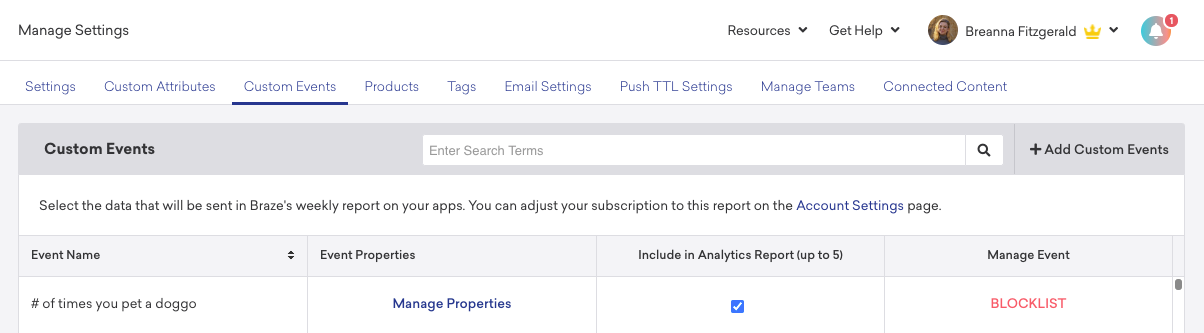 Manage Settings
Resources
Get Help
Breanna Fitzgerald
1
Settings
Custom Attributes
Custom Events
Products
Tags
Email Settings
Push TTL Settings
Manage Teams
Connected Content
Custom Events
Enter Search Terms
Add Custom Events
Select the data that will be sent in Braze's weekly report on your apps. You can adjust your subscription to this report on the Account Settings page.
Event Name
Event Properties
Include in Analytics Report (up to 5)
Manage Event
# of times you pet a doggo
Manage Properties
BLOCKLIST